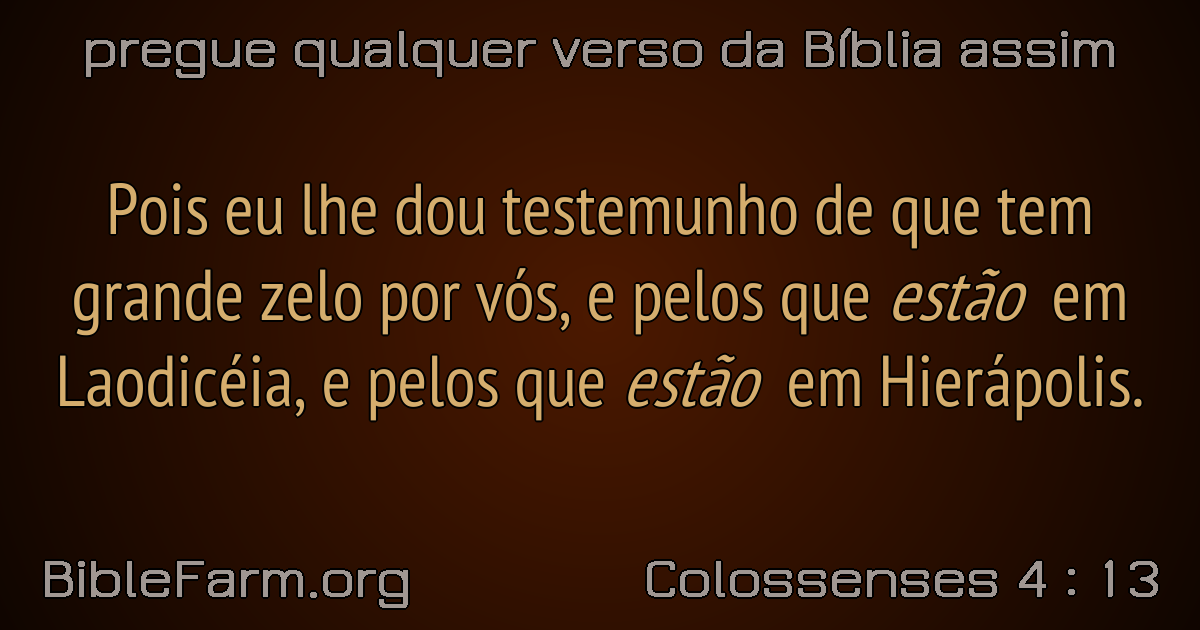 pregue qualquer verso da Bíblia assim
Pois eu lhe dou testemunho de que tem
grande zelo por vós, e pelos que estão em
Laodicéia, e pelos que estão em Hierápolis.
BibleFarm.org
Colossenses 4 : 13